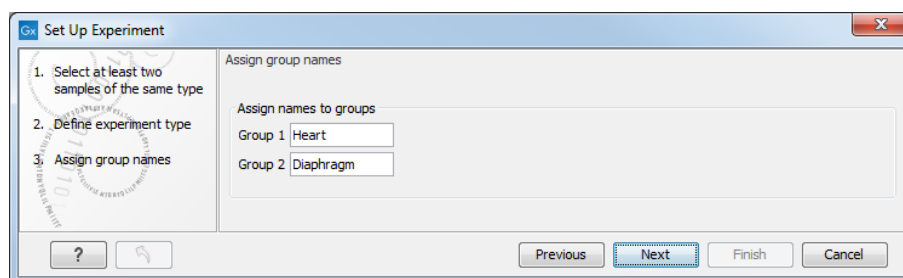 Gx Set Up Experiment
1. Select at least two
samples of the same type
2. Define experiment type
3. Assign group names
Assign group names
Assign names to groups
Group 1 Heart
Group 2 Diaphragm
? Previous Next Finish Cancel